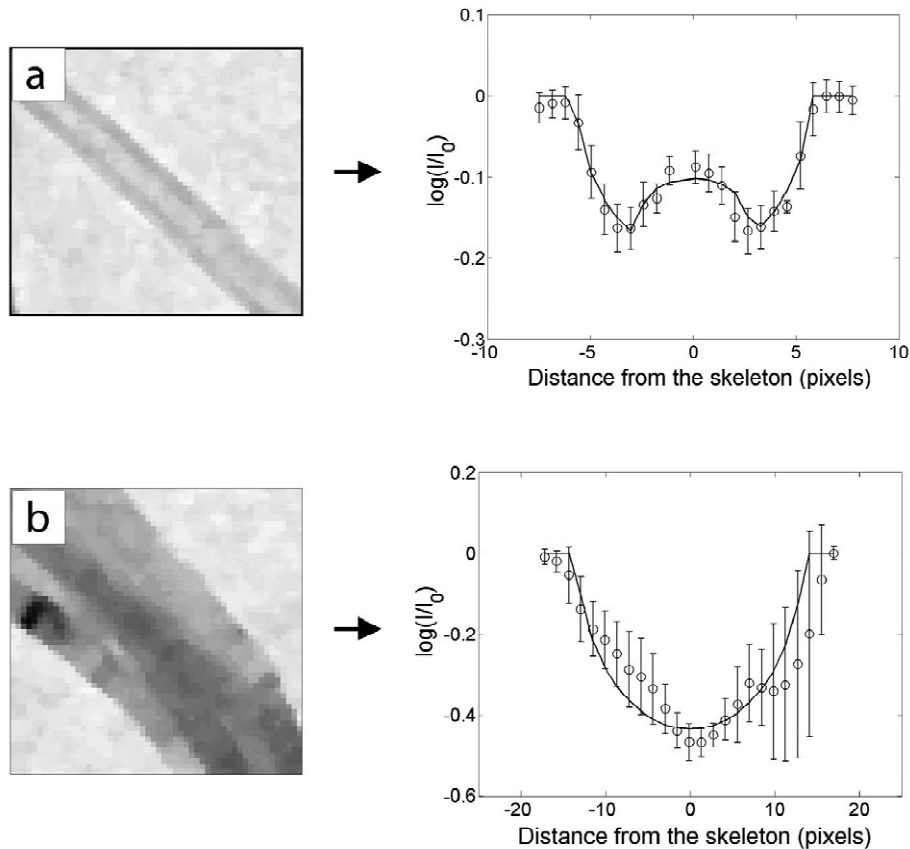 a
0.1
0
-0.1
-0.2
-0.3
log(I/I0)
-10 -5 0 5 10
Distance from the skeleton (pixels)
b
0.2
0
-0.2
-0.4
-0.6
log(I/I0)
-20 -10 0 10 20
Distance from the skeleton (pixels)